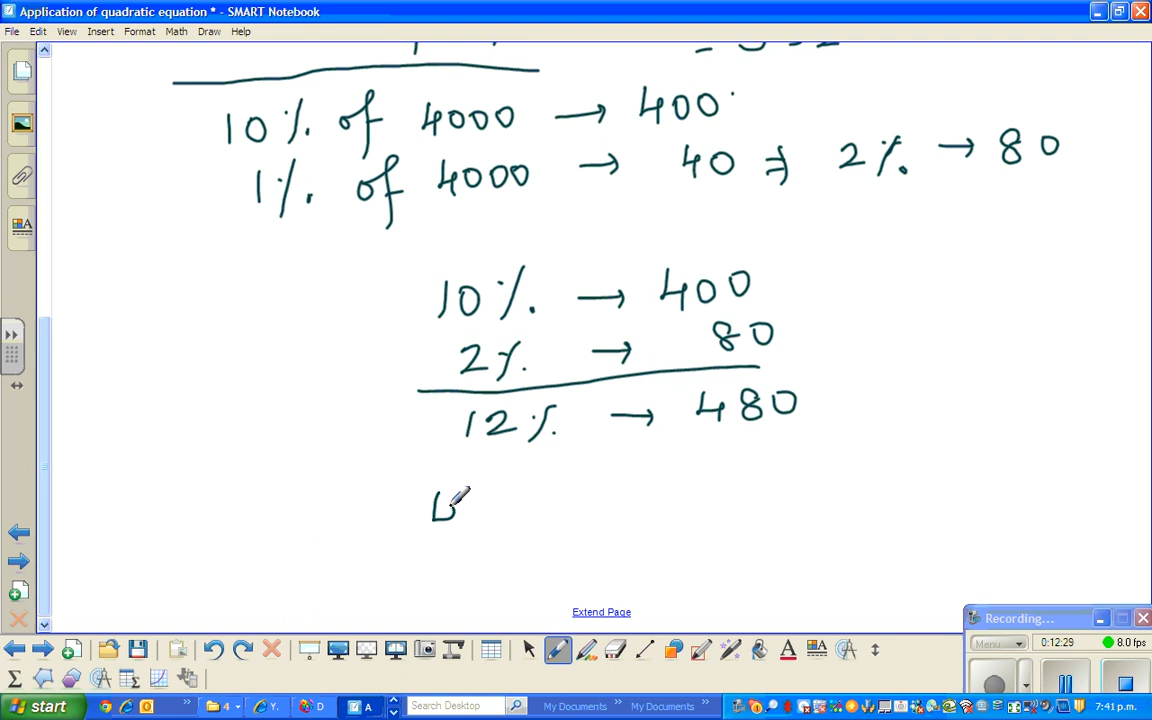 Application of quadratic equation * - SMART Notebook
File Edit View Insert Format Math Draw Help
10% of 4000 → 400
1% of 4000 → 40 ⇒ 2% → 80
10% → 400
2% → 80
12% → 480
Extend Page
Recording...
Menu 0:12:29 8.0 fps
start 4 Y. D A Search Desktop My Documents My Documents 7:41 p.m.